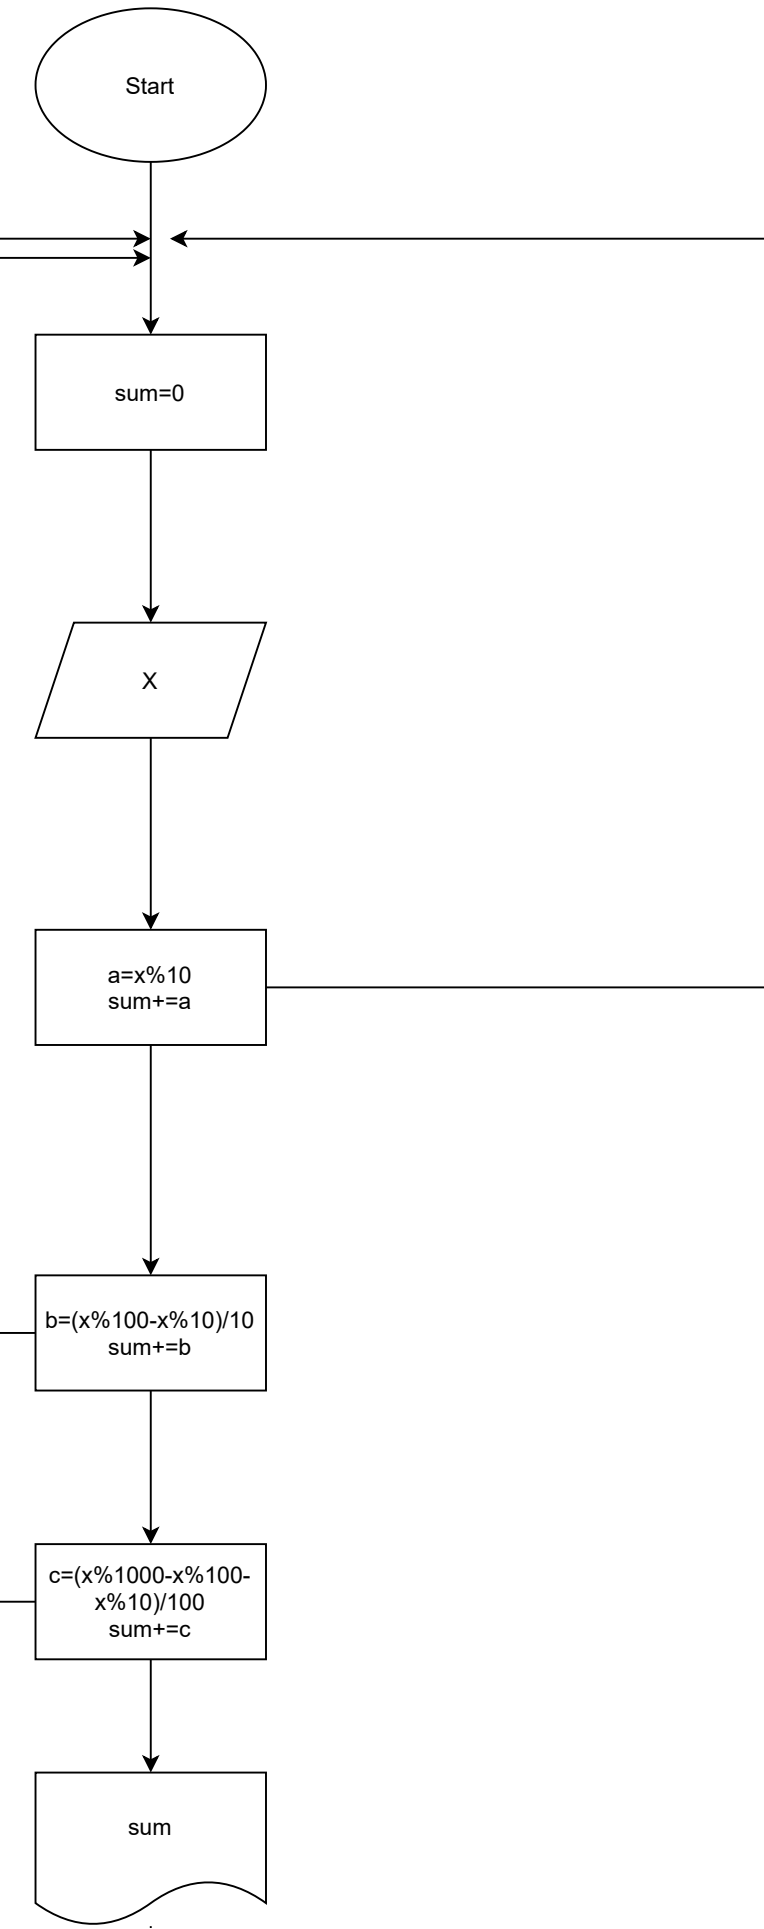 Start
sum=0
X
a=x%10
sum+=a
b=(x%100-x%10)/10
sum+=b
c=(x%1000-x%100-
x%10)/100
sum+=c
sum